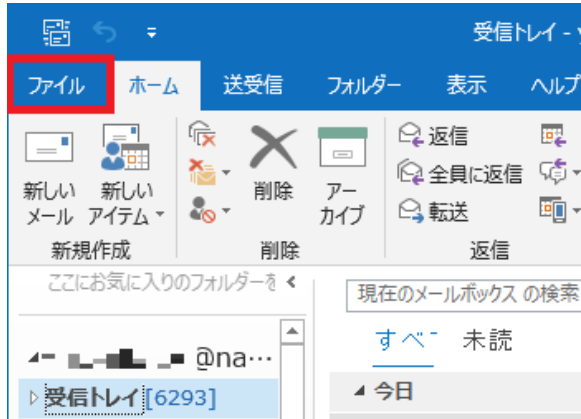 受信トレイ -
ファイル ホーム 送受信 フォルダー 表示 ヘルプ
新しい
メール
新しい
アイテム
削除
アー
カイブ
返信
全員に返信
転送
新規作成 削除 返信
ここにお気に入りのフォルダーを
現在のメールボックス の検索
すべて 未読
@na…
今日
受信トレイ[6293]